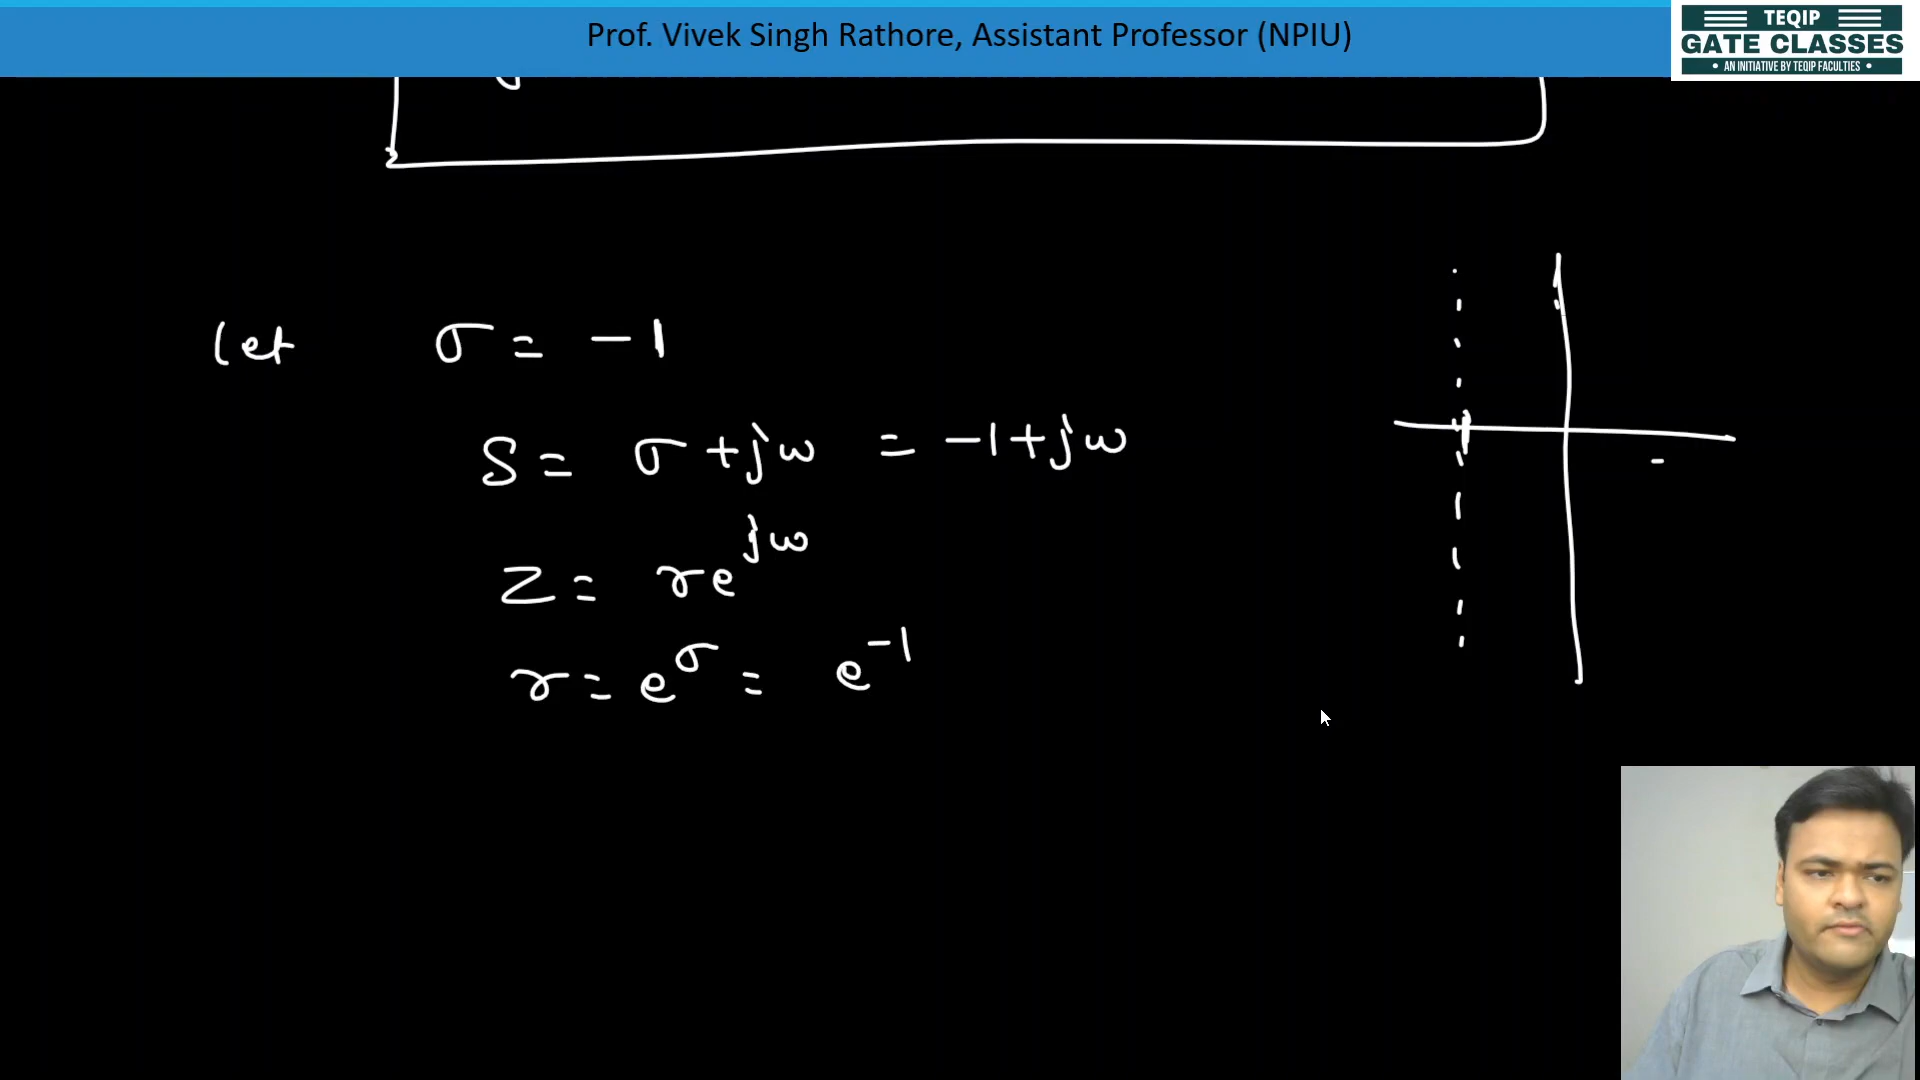 Prof. Vivek Singh Rathore, Assistant Professor (NPIU)
TEQIP
GATE CLASSES
• AN INITIATIVE BY TEQIP FACULTIES •
let σ = -1
S = σ + jω = -1 + jω
Z = re^jω
r = e^σ = e^-1